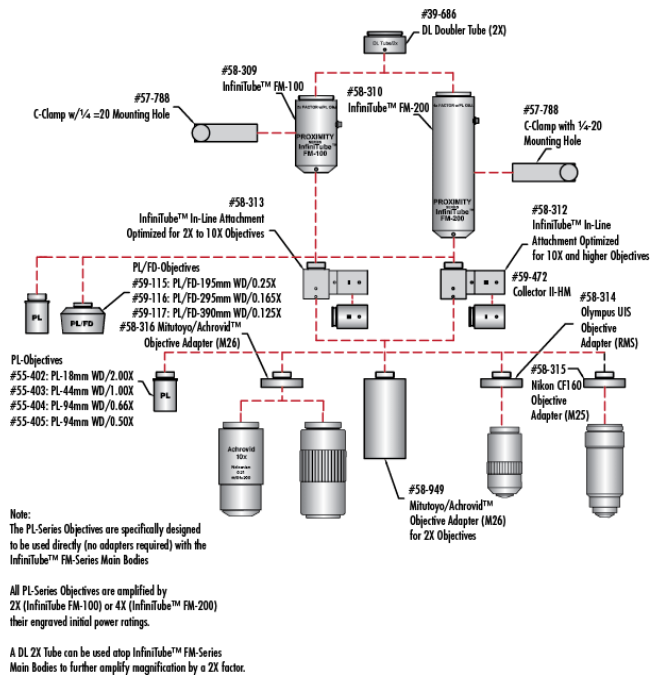 #39-686
DL Doubler Tube (2X)
DL Tube/2x
#58-309
InfiniTube™ FM-100
#58-310
InfiniTube™ FM-200
#57-788
C-Clamp w/¼ =20 Mounting Hole
#57-788
C-Clamp with ¼-20
Mounting Hole
PROXIMITY
InfiniTube™
FM-100
PROXIMITY
InfiniTube™
FM-200
#58-313
InfiniTube™ In-Line Attachment
Optimized for 2X to 10X Objectives
#58-312
InfiniTube™ In-Line
Attachment Optimized
for 10X and higher Objectives
#59-472
Collector II-HM
PL
PL/FD
PL/FD-Objectives
#59-115: PL/FD-195mm WD/0.25X
#59-116: PL/FD-295mm WD/0.165X
#59-117: PL/FD-390mm WD/0.125X
#58-316 Mitutoyo/Achrovid™
Objective Adapter (M26)
#58-314
Olympus UIS
Objective
Adapter (RMS)
#58-315
Nikon CF160
Objective
Adapter (M25)
PL-Objectives
#55-402: PL-18mm WD/2.00X
#55-403: PL-44mm WD/1.00X
#55-404: PL-94mm WD/0.66X
#55-405: PL-94mm WD/0.50X
PL
Achrovid
10x
#58-949
Mitutoyo/Achrovid™
Objective Adapter (M26)
for 2X Objectives
Note:
The PL-Series Objectives are specifically designed
to be used directly (no adapters required) with the
InfiniTube™ FM-Series Main Bodies
All PL-Series Objectives are amplified by
2X (InfiniTube FM-100) or 4X (InfiniTube™ FM-200)
their engraved initial power ratings.
A DL 2X Tube can be used atop InfiniTube™ FM-Series
Main Bodies to further amplify magnification by a 2X factor.